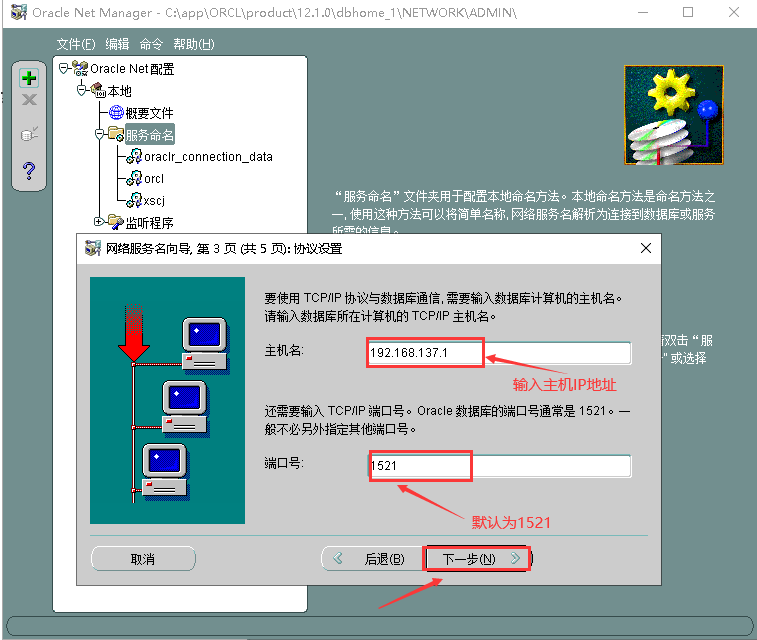 Oracle Net Manager - C:\app\ORCL\product\12.1.0\dbhome_1\NETWORK\ADMIN\
文件(F) 编辑 命令 帮助(H)
Oracle Net 配置
本地
概要文件
服务命名
oraclr_connection_data
orcl
xscj
监听程序
“服务命名”文件夹用于配置本地命名方法。本地命名方法是命名方法之
一, 使用这种方法可以将简单名称, 网络服务名解析为连接到数据库或服务
所需的信息。
网络服务名向导, 第 3 页 (共 5 页): 协议设置
要使用 TCP/IP 协议与数据库通信, 需要输入数据库计算机的主机名。
请输入数据库所在计算机的 TCP/IP 主机名。
双击“服
”或选择
主机名:
192.168.137.1
输入主机IP地址
还需要输入 TCP/IP 端口号。Oracle 数据库的端口号通常是 1521。一
般不必另外指定其他端口号。
端口号:
1521
默认为1521
取消
后退(B)
下一步(N)